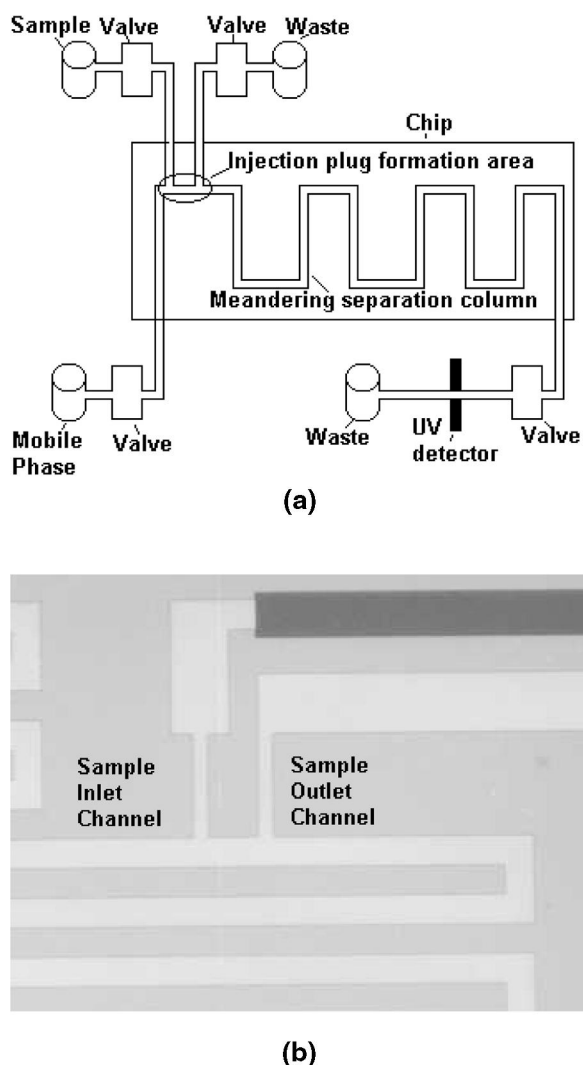 Sample Valve Valve Waste
Chip
Injection plug formation area
Meandering separation column
Mobile
Phase
Valve
Waste
UV
detector
Valve
(a)
Sample
Inlet
Channel
Sample
Outlet
Channel
(b)